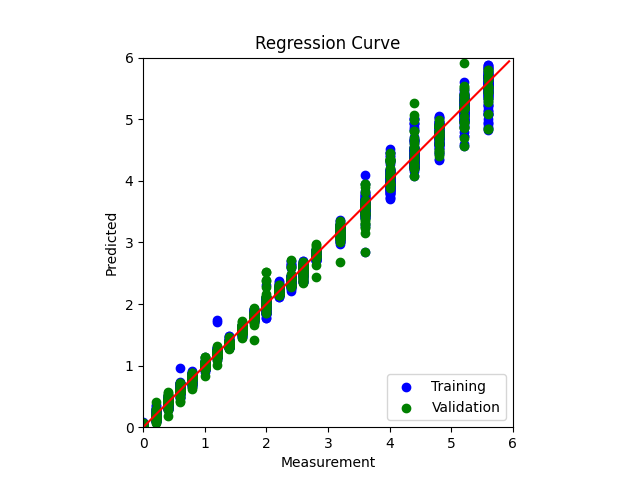 Regression Curve
6
5
4
3
2
1
0
Predicted
0 1 2 3 4 5 6
Measurement
Training
Validation